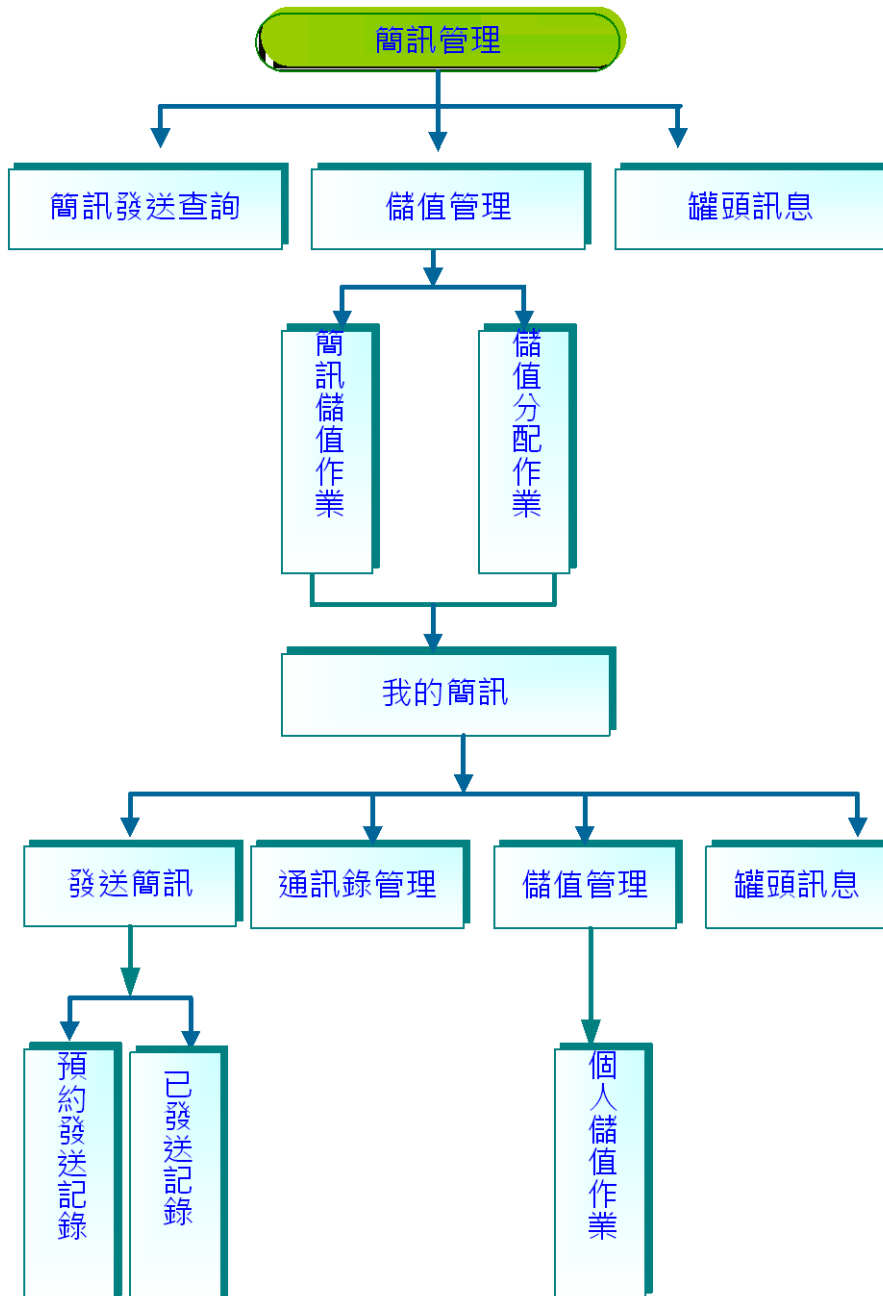 簡訊管理
簡訊發送查詢
儲值管理
罐頭訊息
簡訊儲值作業
儲值分配作業
我的簡訊
發送簡訊
通訊錄管理
儲值管理
罐頭訊息
預約發送記錄
已發送記錄
個人儲值作業